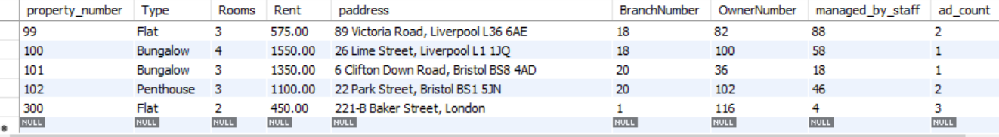 property_number Type Rooms Rent paddress BranchNumber OwnerNumber managed_by_staff ad_count
99 Flat 3 575.00 89 Victoria Road, Liverpool L36 6AE 18 82 88 2
100 Bungalow 4 1550.00 26 Lime Street, Liverpool L1 1JQ 18 100 58 1
101 Bungalow 3 1350.00 6 Clifton Down Road, Bristol BS8 4AD 20 36 18 1
102 Penthouse 3 1100.00 22 Park Street, Bristol BS1 5JN 20 102 46 2
300 Flat 2 450.00 221-B Baker Street, London 1 116 4 3
NULL NULL NULL NULL NULL NULL NULL NULL NULL